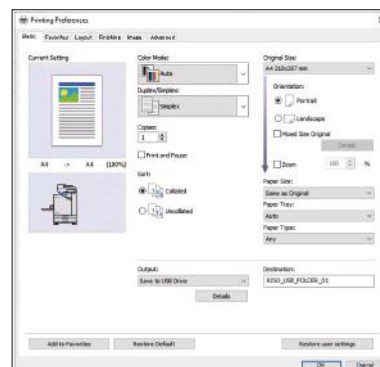 Printing Preferences
Basic Favorites Layout Finishing Image Advanced
Current Setting
A4 -> A4 [100%]
Color Mode:
Auto
Duplex/Simplex:
Simplex
Copies:
1
Print and Pause
Sort:
Collated
Uncollated
Output:
Save to USB Drive
Details
Original Size:
A4 210x297 mm
Orientation:
Portrait
Landscape
Mixed Size Original
Details
Zoom 100 %
Paper Size:
Same as Original
Paper Tray:
Auto
Paper Type:
Any
Destination:
RISO_USB_FOLDER_01
Add to Favorites Restore Default Restore user settings
OK Cancel